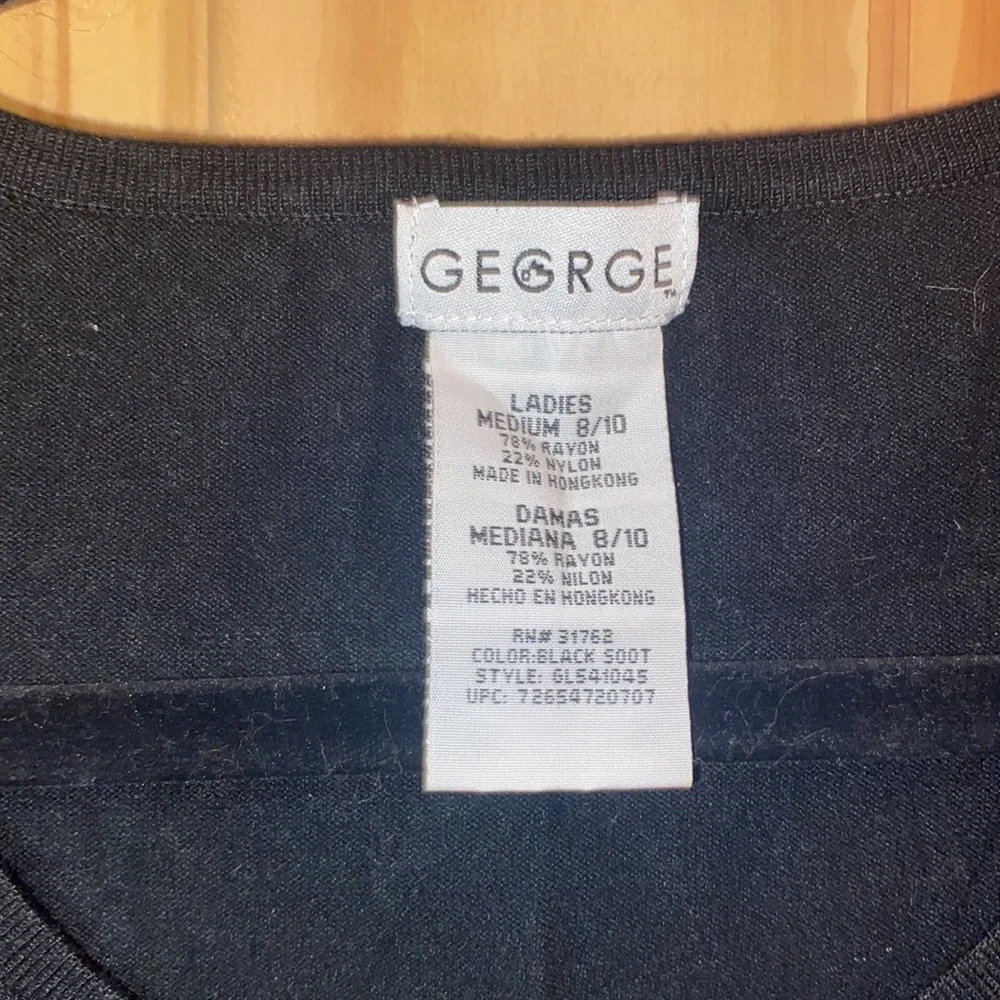 GEORGE
TM
LADIES
MEDIUM 8/10
78% RAYON
22% NYLON
MADE IN HONGKONG
DAMAS
MEDIANA 8/10
78% RAYON
22% NILON
HECHO EN HONGKONG
RN# 31762
COLOR:BLACK SOOT
STYLE: GL541045
UPC: 72654720707